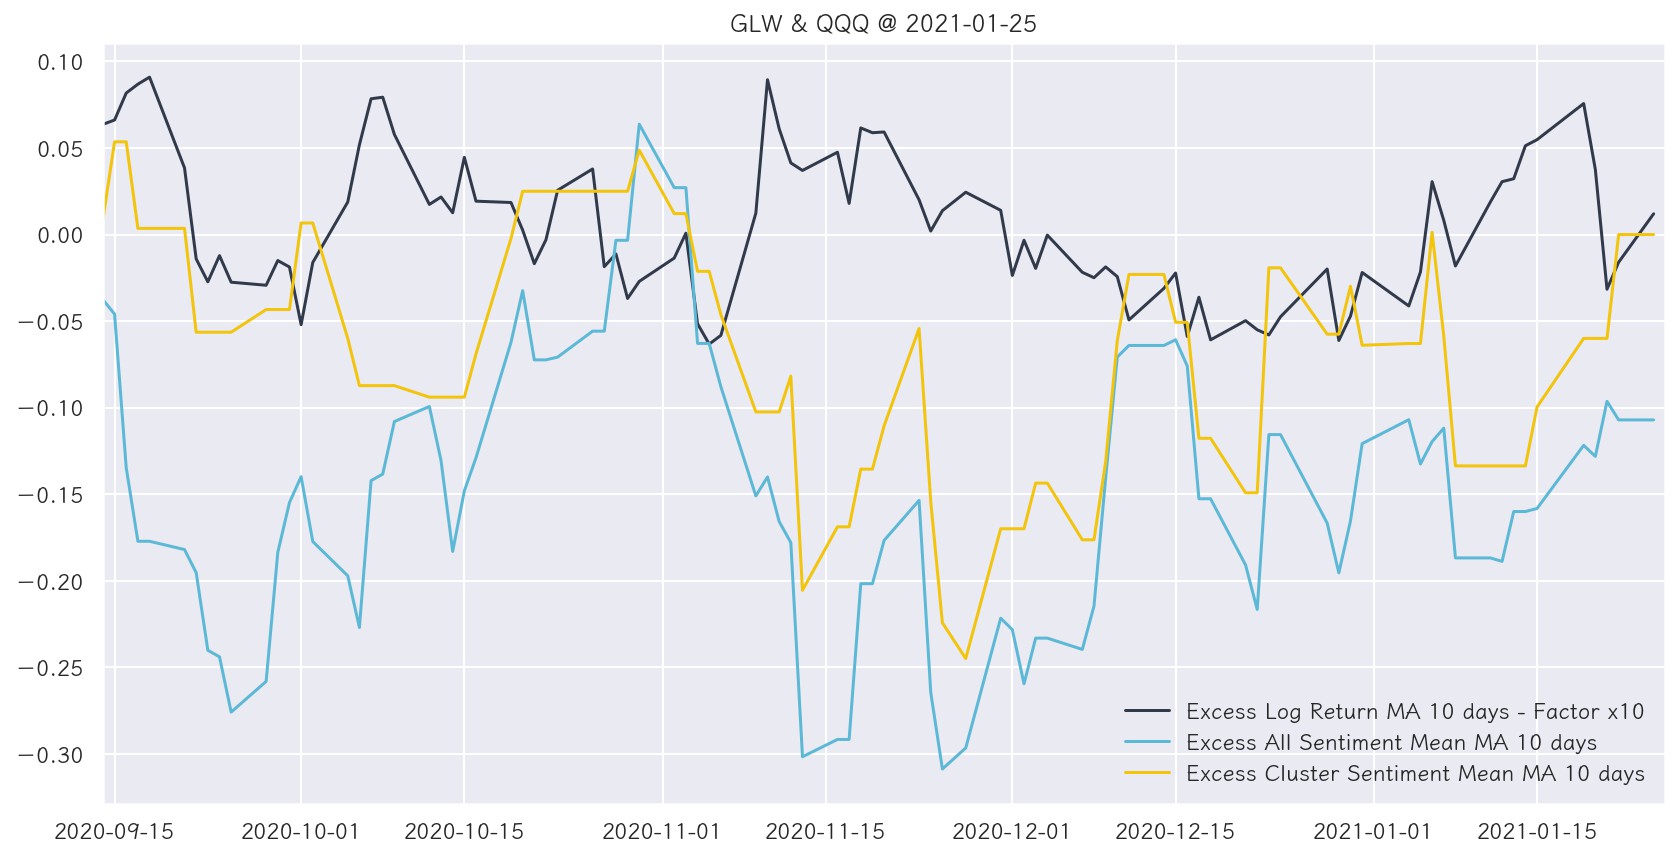 GLW & QQQ @ 2021-01-25
0.10
0.05
0.00
−0.05
−0.10
−0.15
−0.20
−0.25
−0.30
Excess Log Return MA 10 days - Factor x10
Excess All Sentiment Mean MA 10 days
Excess Cluster Sentiment Mean MA 10 days
2020-09-15 2020-10-01 2020-10-15 2020-11-01 2020-11-15 2020-12-01 2020-12-15 2021-01-01 2021-01-15